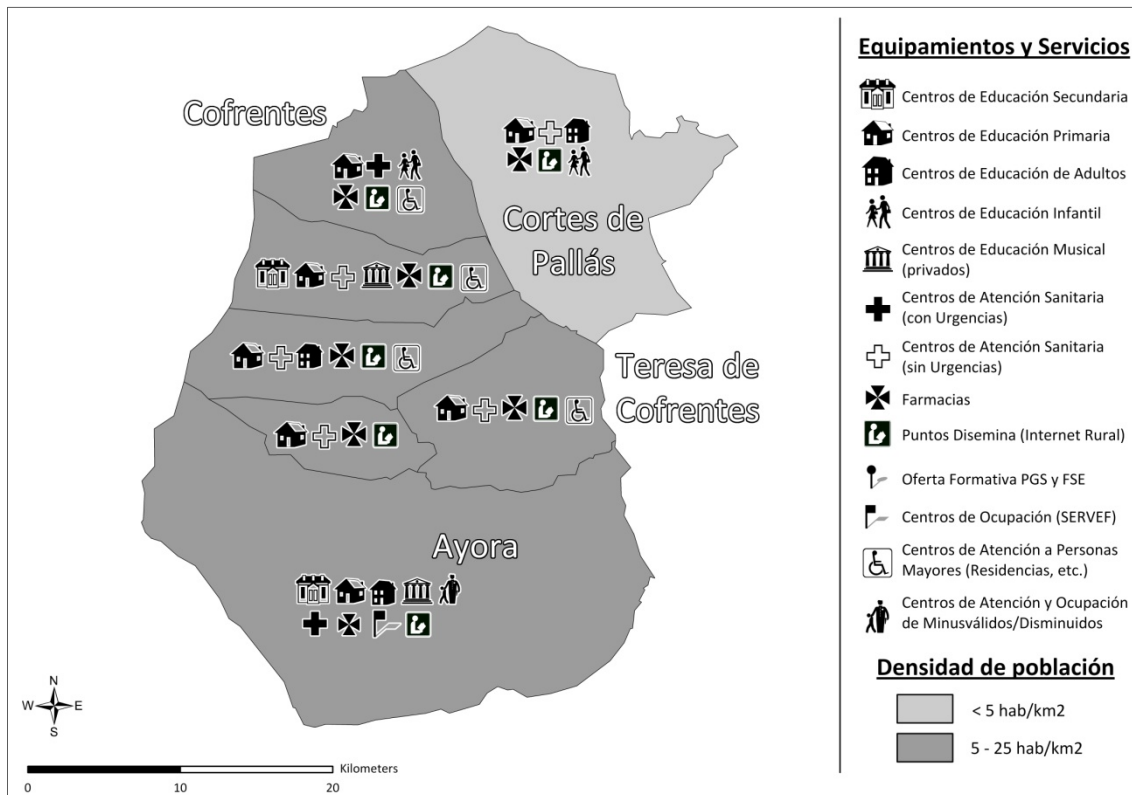 Cofrentes
Cortes de
Pallás
Teresa de
Cofrentes
Ayora
N
W
E
S
Kilometers
0
10
20
Equipamientos y Servicios
Centros de Educación Secundaria
Centros de Educación Primaria
Centros de Educación de Adultos
Centros de Educación Infantil
Centros de Educación Musical
(privados)
Centros de Atención Sanitaria
(con Urgencias)
Centros de Atención Sanitaria
(sin Urgencias)
Farmacias
Puntos Disemina (Internet Rural)
Oferta Formativa PGS y FSE
Centros de Ocupación (SERVEF)
Centros de Atención a Personas
Mayores (Residencias, etc.)
Centros de Atención y Ocupación
de Minusválidos/Disminuidos
Densidad de población
< 5 hab/km2
5 - 25 hab/km2